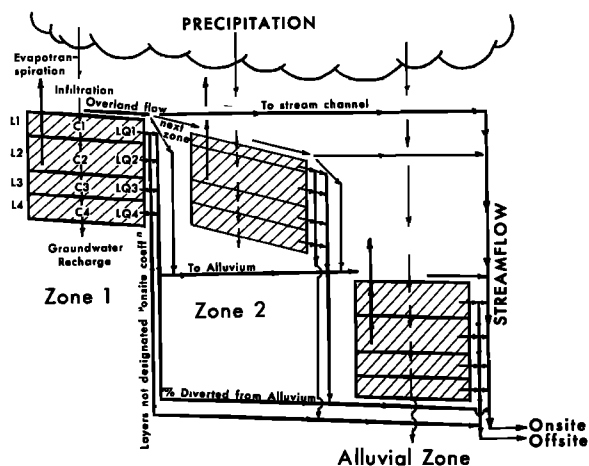 PRECIPITATION
Evapotran-
spiration
Infiltration
Overland flow
To stream channel
next
zone
L1
C1
LQ1
L2
C2
LQ2
L3
C3
LQ3
L4
C4
LQ4
Groundwater
Recharge
To Alluvium
Zone 1
Zone 2
STREAMFLOW
Layers not designated "onsite coeff"
% Diverted from Alluvium
Onsite
Offsite
Alluvial Zone